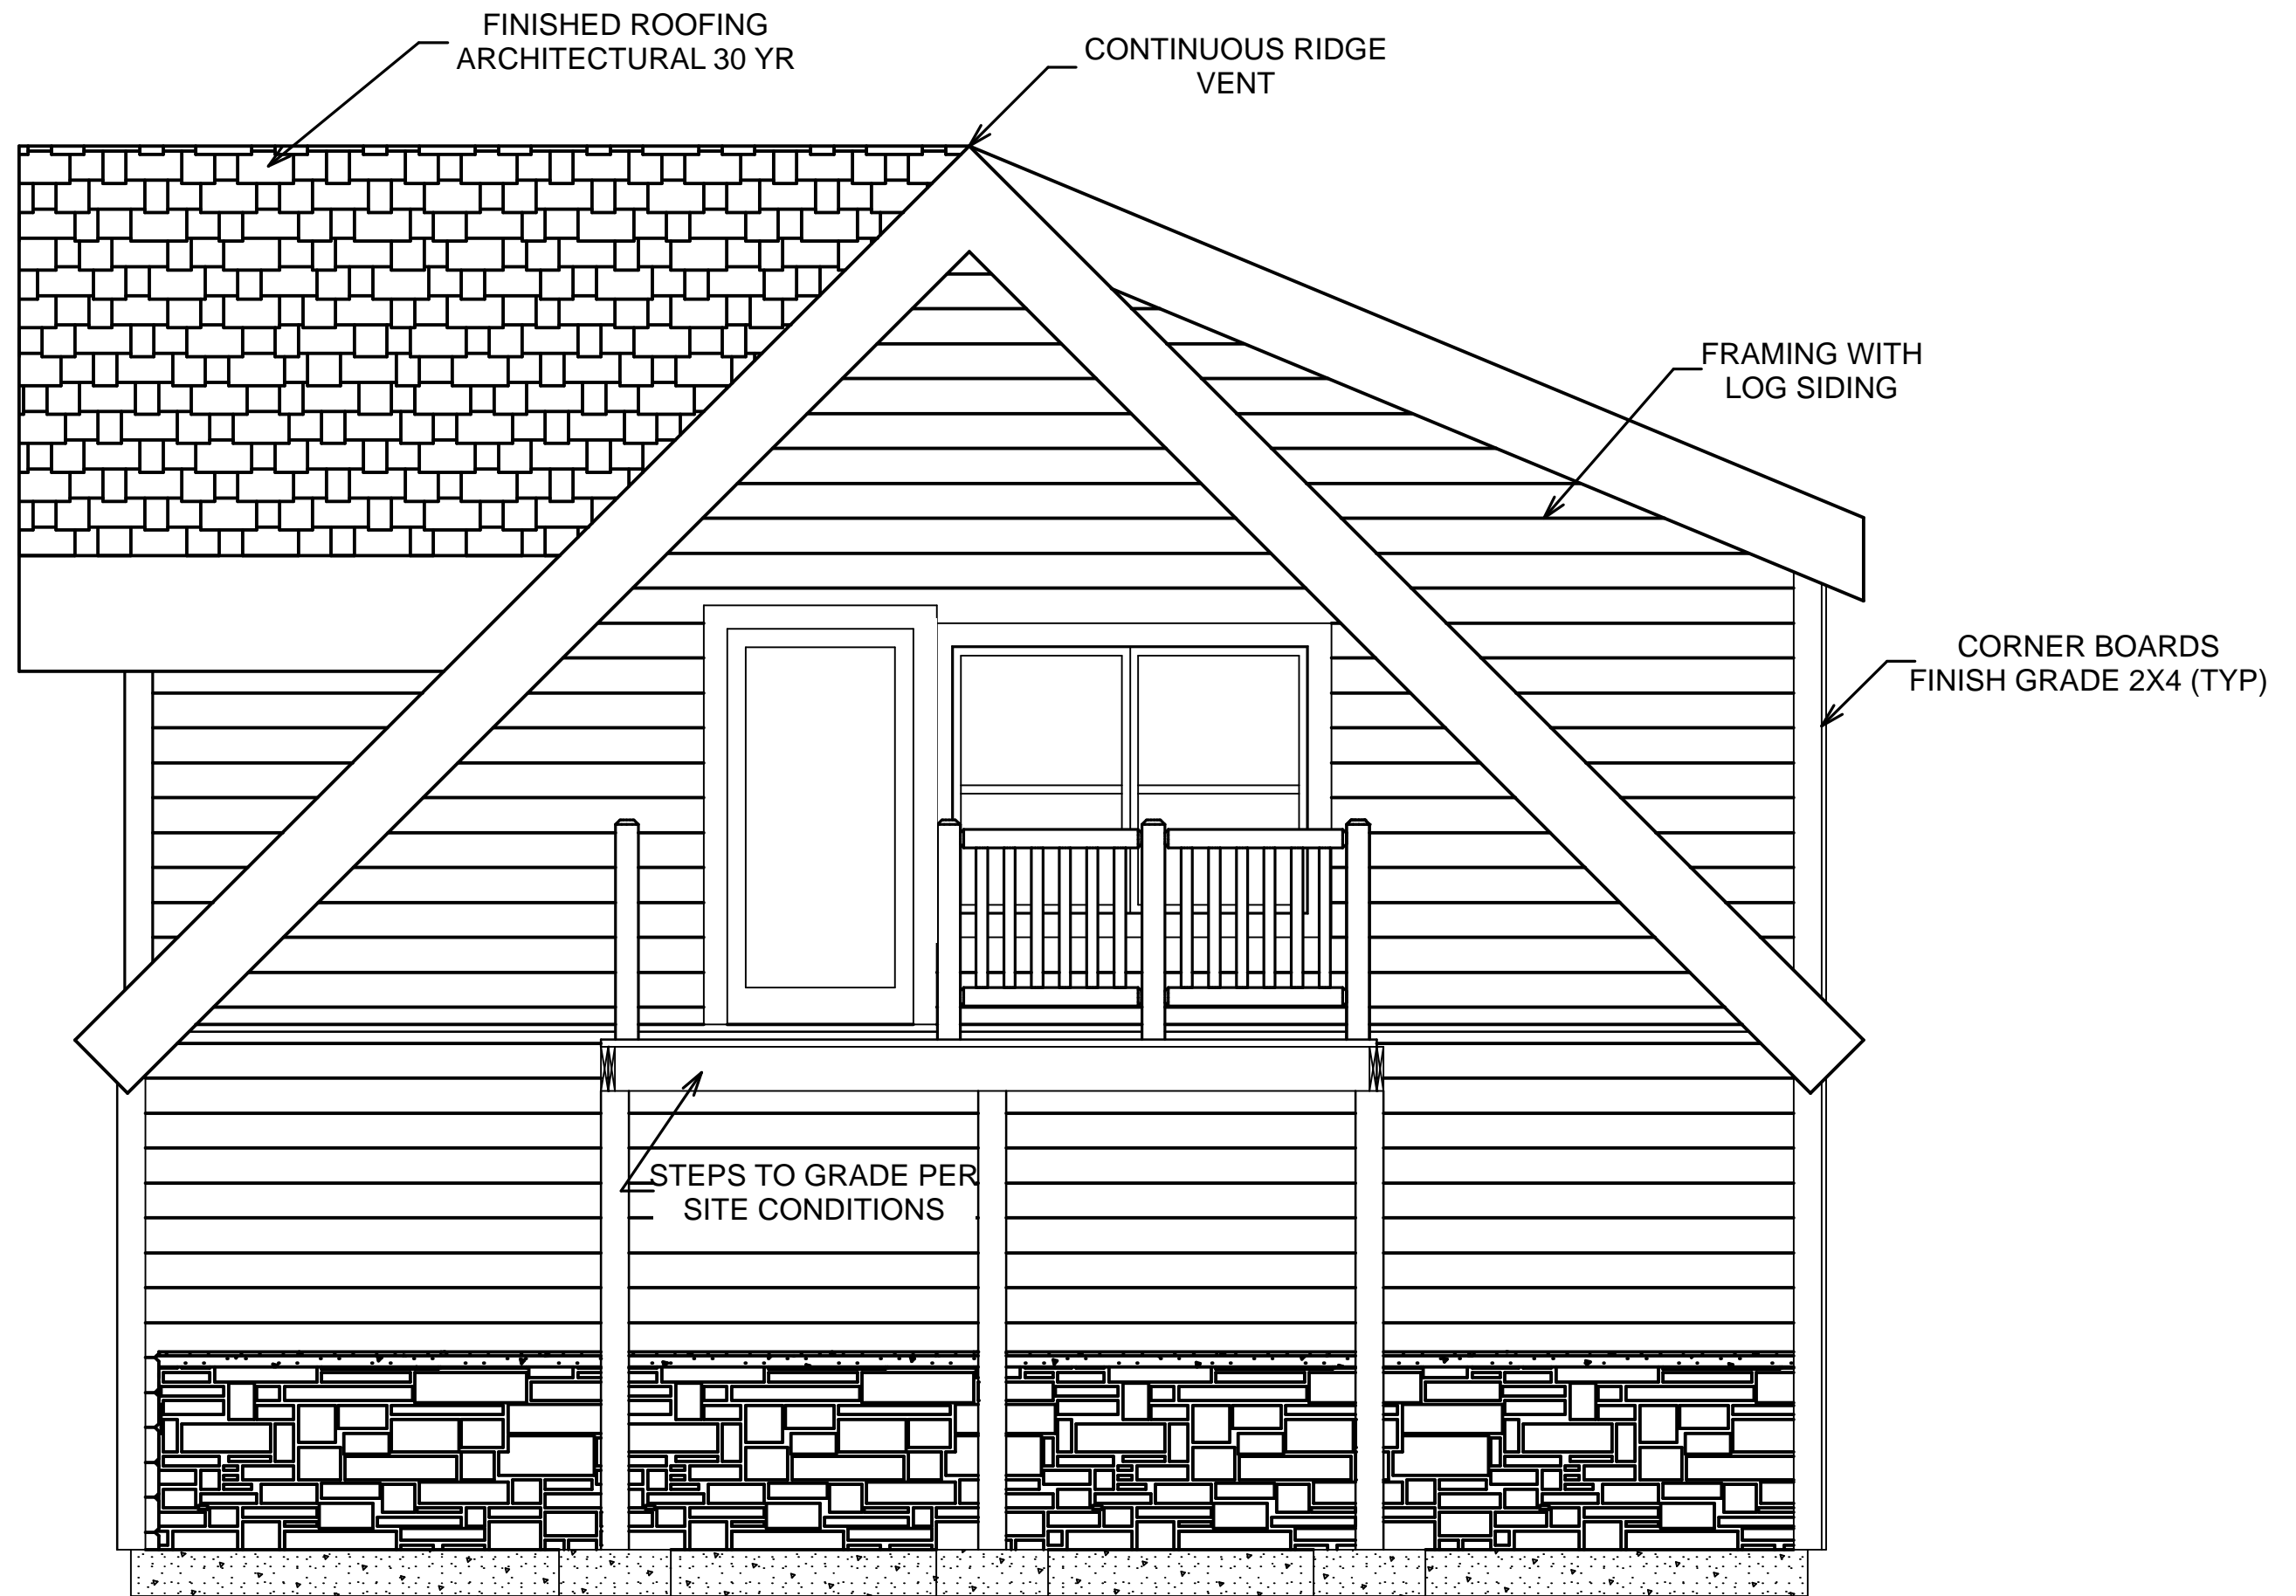 FINISHED ROOFING
ARCHITECTURAL 30 YR
CONTINUOUS RIDGE
VENT
FRAMING WITH
LOG SIDING
CORNER BOARDS
FINISH GRADE 2X4 (TYP)
STEPS TO GRADE PER
SITE CONDITIONS